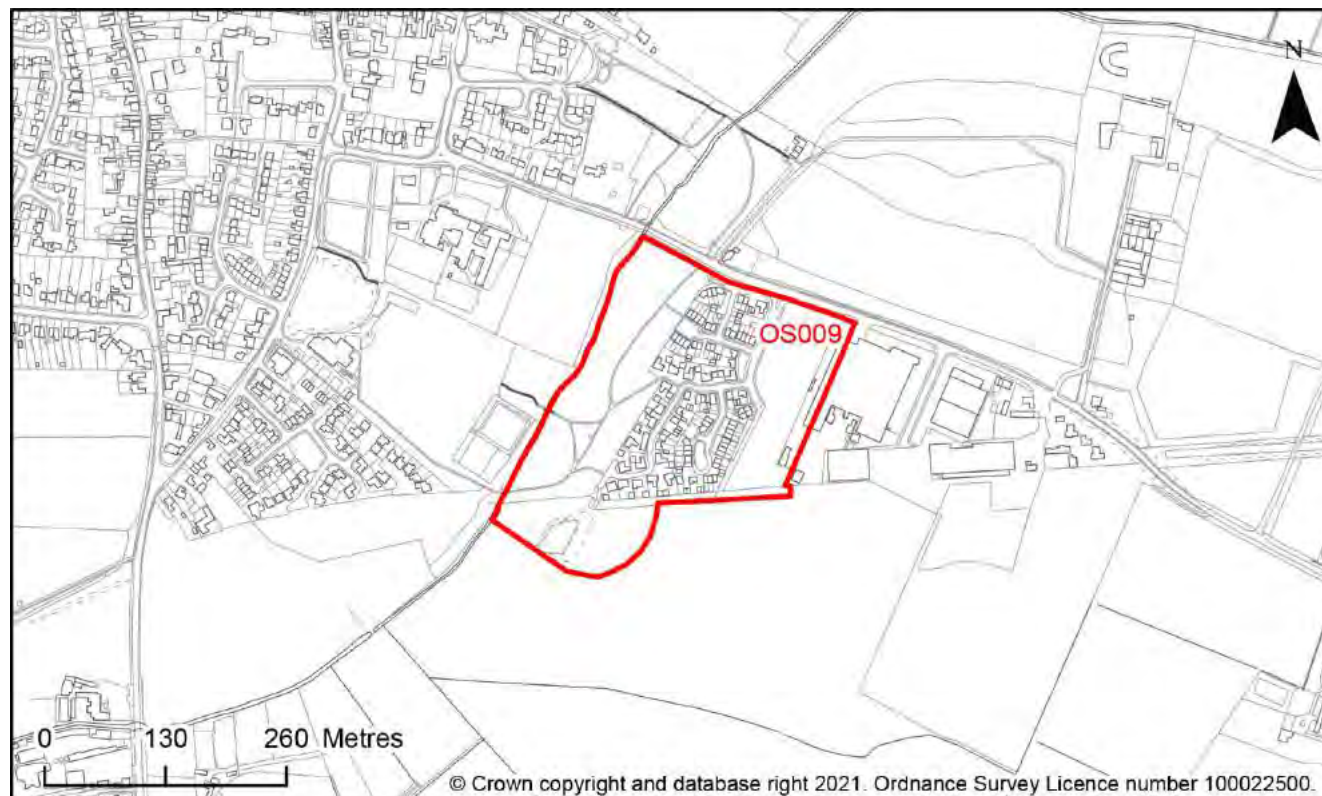 N
OS009
0 130 260 Metres
© Crown copyright and database right 2021. Ordnance Survey Licence number 100022500.